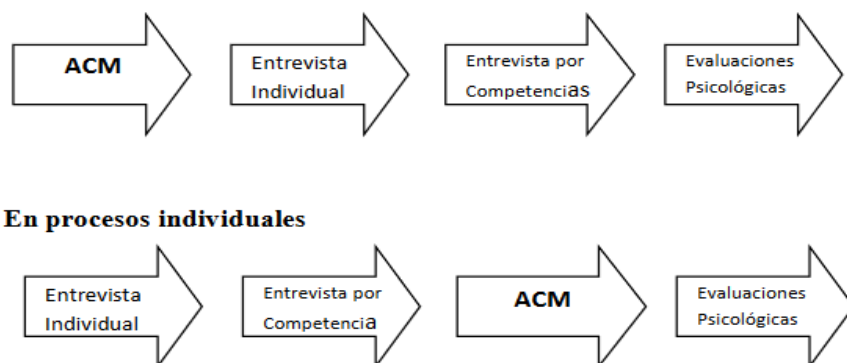 ACM
Entrevista
Individual
Entrevista por
Competencias
Evaluaciones
Psicológicas
En procesos individuales
Entrevista
Individual
Entrevista por
Competencia
ACM
Evaluaciones
Psicológicas